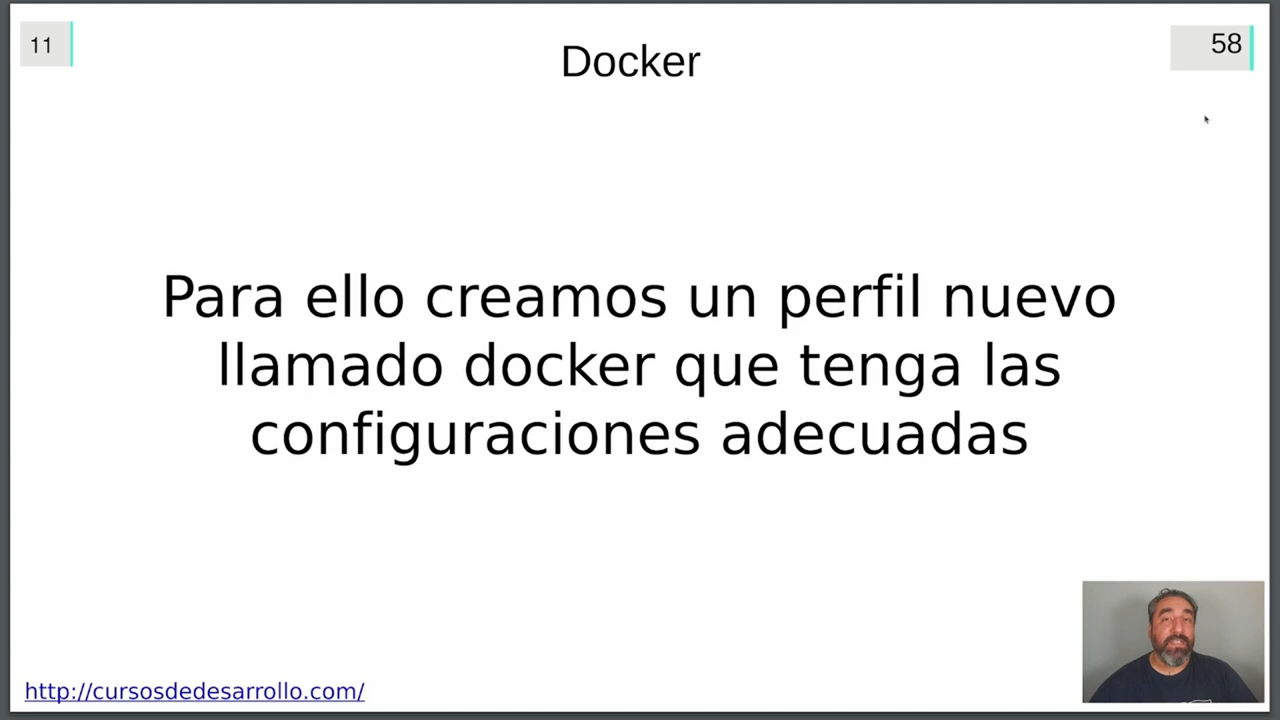 11
Docker
58
Para ello creamos un perfil nuevo
llamado docker que tenga las
configuraciones adecuadas
http://cursosdedesarrollo.com/